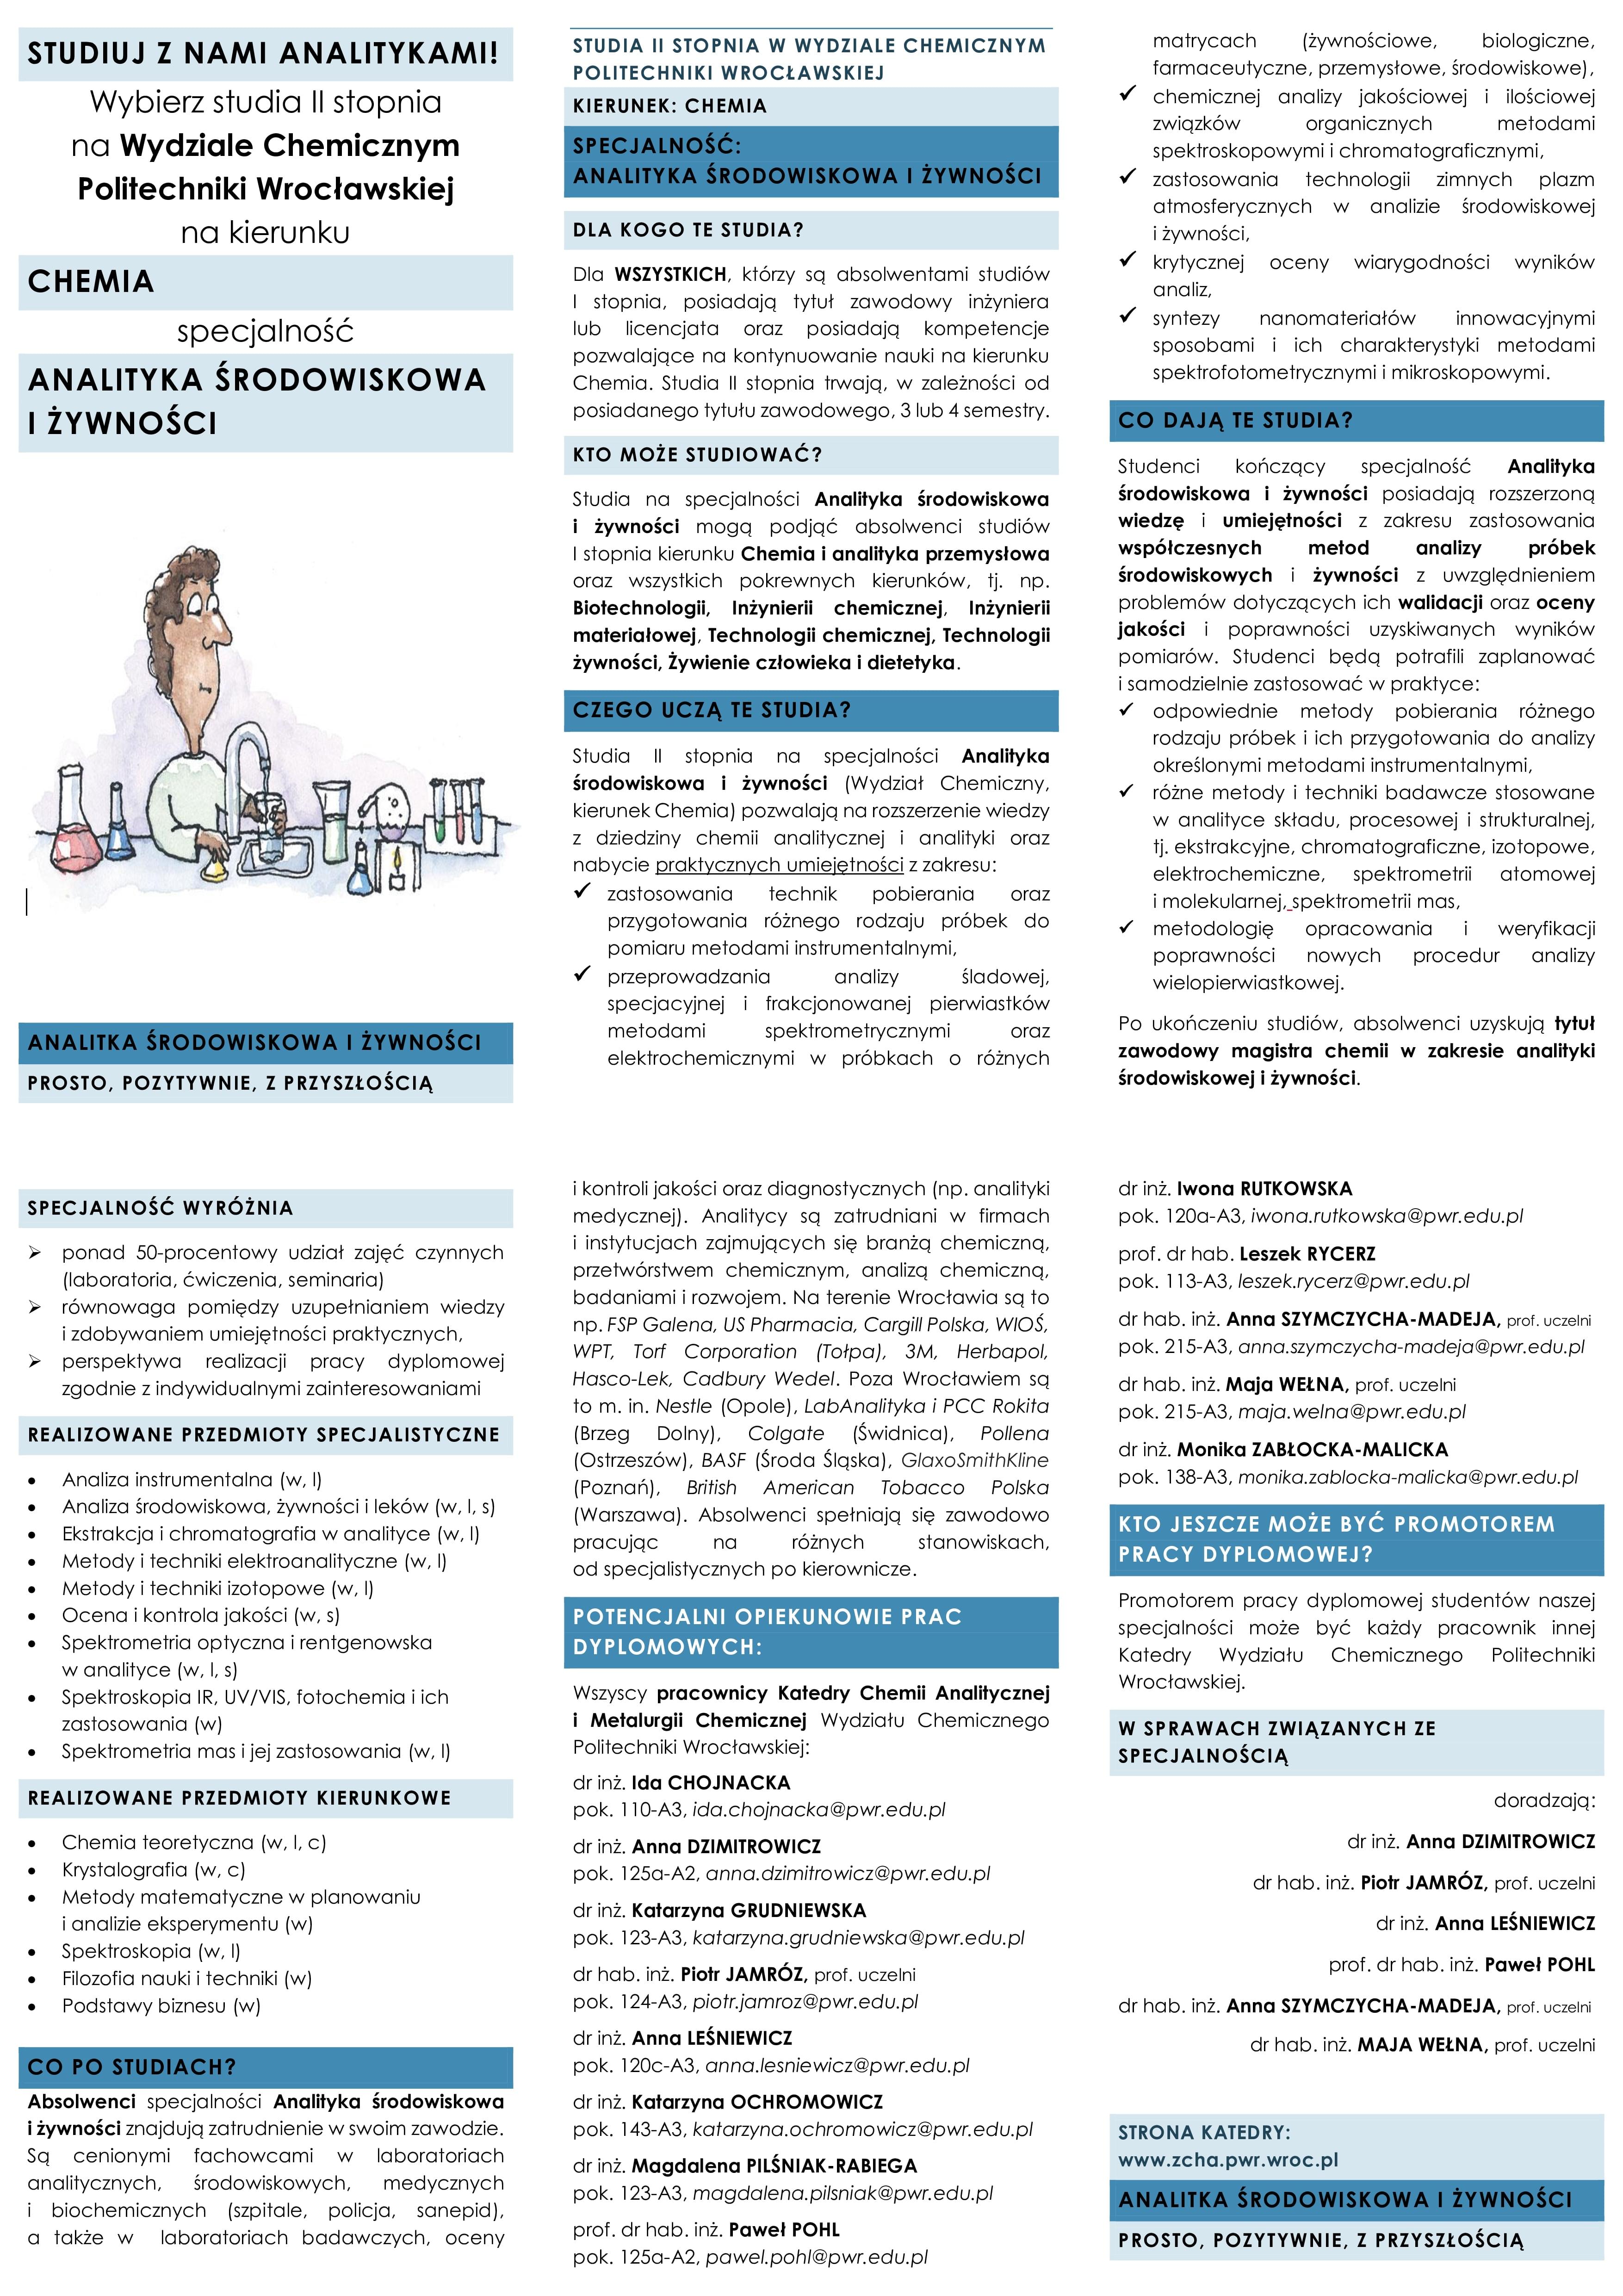 STUDIUJ Z NAMI ANALITYKAMI!
Wybierz studia II stopnia
na Wydziale Chemicznym
Politechniki Wrocławskiej
na kierunku
CHEMIA
specjalność
ANALITYKA ŚRODOWISKOWA
I ŻYWNOŚCI
ANALITKA ŚRODOWISKOWA I ŻYWNOŚCI
PROSTO, POZYTYWNIE, Z PRZYSZŁOŚCIĄ
STUDIA II STOPNIA W WYDZIALE CHEMICZNYM
POLITECHNIKI WROCŁAWSKIEJ
KIERUNEK: CHEMIA
SPECJALNOŚĆ:
ANALITYKA ŚRODOWISKOWA I ŻYWNOŚCI
DLA KOGO TE STUDIA?
Dla WSZYSTKICH, którzy są absolwentami studiów
I stopnia, posiadają tytuł zawodowy inżyniera
lub licencjata oraz posiadają kompetencje
pozwalające na kontynuowanie nauki na kierunku
Chemia. Studia II stopnia trwają, w zależności od
posiadanego tytułu zawodowego, 3 lub 4 semestry.
KTO MOŻE STUDIOWAĆ?
Studia na specjalności Analityka środowiskowa
i żywności mogą podjąć absolwenci studiów
I stopnia kierunku Chemia i analityka przemysłowa
oraz wszystkich pokrewnych kierunków, tj. np.
Biotechnologii, Inżynierii chemicznej, Inżynierii
materiałowej, Technologii chemicznej, Technologii
żywności, Żywienie człowieka i dietetyka.
CZEGO UCZĄ TE STUDIA?
Studia II stopnia na specjalności Analityka
środowiskowa i żywności (Wydział Chemiczny,
kierunek Chemia) pozwalają na rozszerzenie wiedzy
z dziedziny chemii analitycznej i analityki oraz
nabycie praktycznych umiejętności z zakresu:
✓ zastosowania technik pobierania oraz
przygotowania różnego rodzaju próbek do
pomiaru metodami instrumentalnymi,
✓ przeprowadzania analizy śladowej,
specjacyjnej i frakcjonowanej pierwiastków
metodami spektrometrycznymi oraz
elektrochemicznymi w próbkach o różnych
matrycach (żywnościowe, biologiczne,
farmaceutyczne, przemysłowe, środowiskowe),
✓ chemicznej analizy jakościowej i ilościowej
związków organicznych metodami
spektroskopowymi i chromatograficznymi,
✓ zastosowania technologii zimnych plazm
atmosferycznych w analizie środowiskowej
i żywności,
✓ krytycznej oceny wiarygodności wyników
analiz,
✓ syntezy nanomateriałów innowacyjnymi
sposobami i ich charakterystyki metodami
spektrofotometrycznymi i mikroskopowymi.
CO DAJĄ TE STUDIA?
Studenci kończący specjalność Analityka
środowiskowa i żywności posiadają rozszerzoną
wiedzę i umiejętności z zakresu zastosowania
współczesnych metod analizy próbek
środowiskowych i żywności z uwzględnieniem
problemów dotyczących ich walidacji oraz oceny
jakości i poprawności uzyskiwanych wyników
pomiarów. Studenci będą potrafili zaplanować
i samodzielnie zastosować w praktyce:
✓ odpowiednie metody pobierania różnego
rodzaju próbek i ich przygotowania do analizy
określonymi metodami instrumentalnymi,
✓ różne metody i techniki badawcze stosowane
w analityce składu, procesowej i strukturalnej,
tj. ekstrakcyjne, chromatograficzne, izotopowe,
elektrochemiczne, spektrometrii atomowej
i molekularnej, spektrometrii mas,
✓ metodologię opracowania i weryfikacji
poprawności nowych procedur analizy
wielopierwiastkowej.
Po ukończeniu studiów, absolwenci uzyskują tytuł
zawodowy magistra chemii w zakresie analityki
środowiskowej i żywności.
SPECJALNOŚĆ WYRÓŻNIA
➢ ponad 50-procentowy udział zajęć czynnych
(laboratoria, ćwiczenia, seminaria)
➢ równowaga pomiędzy uzupełnianiem wiedzy
i zdobywaniem umiejętności praktycznych,
➢ perspektywa realizacji pracy dyplomowej
zgodnie z indywidualnymi zainteresowaniami
REALIZOWANE PRZEDMIOTY SPECJALISTYCZNE
• Analiza instrumentalna (w, l)
• Analiza środowiskowa, żywności i leków (w, l, s)
• Ekstrakcja i chromatografia w analityce (w, l)
• Metody i techniki elektroanalityczne (w, l)
• Metody i techniki izotopowe (w, l)
• Ocena i kontrola jakości (w, s)
• Spektrometria optyczna i rentgenowska
w analityce (w, l, s)
• Spektroskopia IR, UV/VIS, fotochemia i ich
zastosowania (w)
• Spektrometria mas i jej zastosowania (w, l)
REALIZOWANE PRZEDMIOTY KIERUNKOWE
• Chemia teoretyczna (w, l, c)
• Krystalografia (w, c)
• Metody matematyczne w planowaniu
i analizie eksperymentu (w)
• Spektroskopia (w, l)
• Filozofia nauki i techniki (w)
• Podstawy biznesu (w)
CO PO STUDIACH?
Absolwenci specjalności Analityka środowiskowa
i żywności znajdują zatrudnienie w swoim zawodzie.
Są cenionymi fachowcami w laboratoriach
analitycznych, środowiskowych, medycznych
i biochemicznych (szpitale, policja, sanepid),
a także w laboratoriach badawczych, oceny
i kontroli jakości oraz diagnostycznych (np. analityki
medycznej). Analitycy są zatrudniani w firmach
i instytucjach zajmujących się branżą chemiczną,
przetwórstwem chemicznym, analizą chemiczną,
badaniami i rozwojem. Na terenie Wrocławia są to
np. FSP Galena, US Pharmacia, Cargill Polska, WIOŚ,
WPT, Torf Corporation (Tołpa), 3M, Herbapol,
Hasco-Lek, Cadbury Wedel. Poza Wrocławiem są
to m. in. Nestle (Opole), LabAnalityka i PCC Rokita
(Brzeg Dolny), Colgate (Świdnica), Pollena
(Ostrzeszów), BASF (Środa Śląska), GlaxoSmithKline
(Poznań), British American Tobacco Polska
(Warszawa). Absolwenci spełniają się zawodowo
pracując na różnych stanowiskach,
od specjalistycznych po kierownicze.
POTENCJALNI OPIEKUNOWIE PRAC
DYPLOMOWYCH:
Wszyscy pracownicy Katedry Chemii Analitycznej
i Metalurgii Chemicznej Wydziału Chemicznego
Politechniki Wrocławskiej:
dr inż. Ida CHOJNACKA
pok. 110-A3, ida.chojnacka@pwr.edu.pl
dr inż. Anna DZIMITROWICZ
pok. 125a-A2, anna.dzimitrowicz@pwr.edu.pl
dr inż. Katarzyna GRUDNIEWSKA
pok. 123-A3, katarzyna.grudniewska@pwr.edu.pl
dr hab. inż. Piotr JAMRÓZ, prof. uczelni
pok. 124-A3, piotr.jamroz@pwr.edu.pl
dr inż. Anna LEŚNIEWICZ
pok. 120c-A3, anna.lesniewicz@pwr.edu.pl
dr inż. Katarzyna OCHROMOWICZ
pok. 143-A3, katarzyna.ochromowicz@pwr.edu.pl
dr inż. Magdalena PILŚNIAK-RABIEGA
pok. 123-A3, magdalena.pilsniak@pwr.edu.pl
prof. dr hab. inż. Paweł POHL
pok. 125a-A2, pawel.pohl@pwr.edu.pl
dr inż. Iwona RUTKOWSKA
pok. 120a-A3, iwona.rutkowska@pwr.edu.pl
prof. dr hab. Leszek RYCERZ
pok. 113-A3, leszek.rycerz@pwr.edu.pl
dr hab. inż. Anna SZYMCZYCHA-MADEJA, prof. uczelni
pok. 215-A3, anna.szymczycha-madeja@pwr.edu.pl
dr hab. inż. Maja WEŁNA, prof. uczelni
pok. 215-A3, maja.welna@pwr.edu.pl
dr inż. Monika ZABŁOCKA-MALICKA
pok. 138-A3, monika.zablocka-malicka@pwr.edu.pl
KTO JESZCZE MOŻE BYĆ PROMOTOREM
PRACY DYPLOMOWEJ?
Promotorem pracy dyplomowej studentów naszej
specjalności może być każdy pracownik innej
Katedry Wydziału Chemicznego Politechniki
Wrocławskiej.
W SPRAWACH ZWIĄZANYCH ZE
SPECJALNOŚCIĄ
doradzają:
dr inż. Anna DZIMITROWICZ
dr hab. inż. Piotr JAMRÓZ, prof. uczelni
dr inż. Anna LEŚNIEWICZ
prof. dr hab. inż. Paweł POHL
dr hab. inż. Anna SZYMCZYCHA-MADEJA, prof. uczelni
dr hab. inż. MAJA WEŁNA, prof. uczelni
STRONA KATEDRY:
www.zcha.pwr.wroc.pl
ANALITKA ŚRODOWISKOWA I ŻYWNOŚCI
PROSTO, POZYTYWNIE, Z PRZYSZŁOŚCIĄ